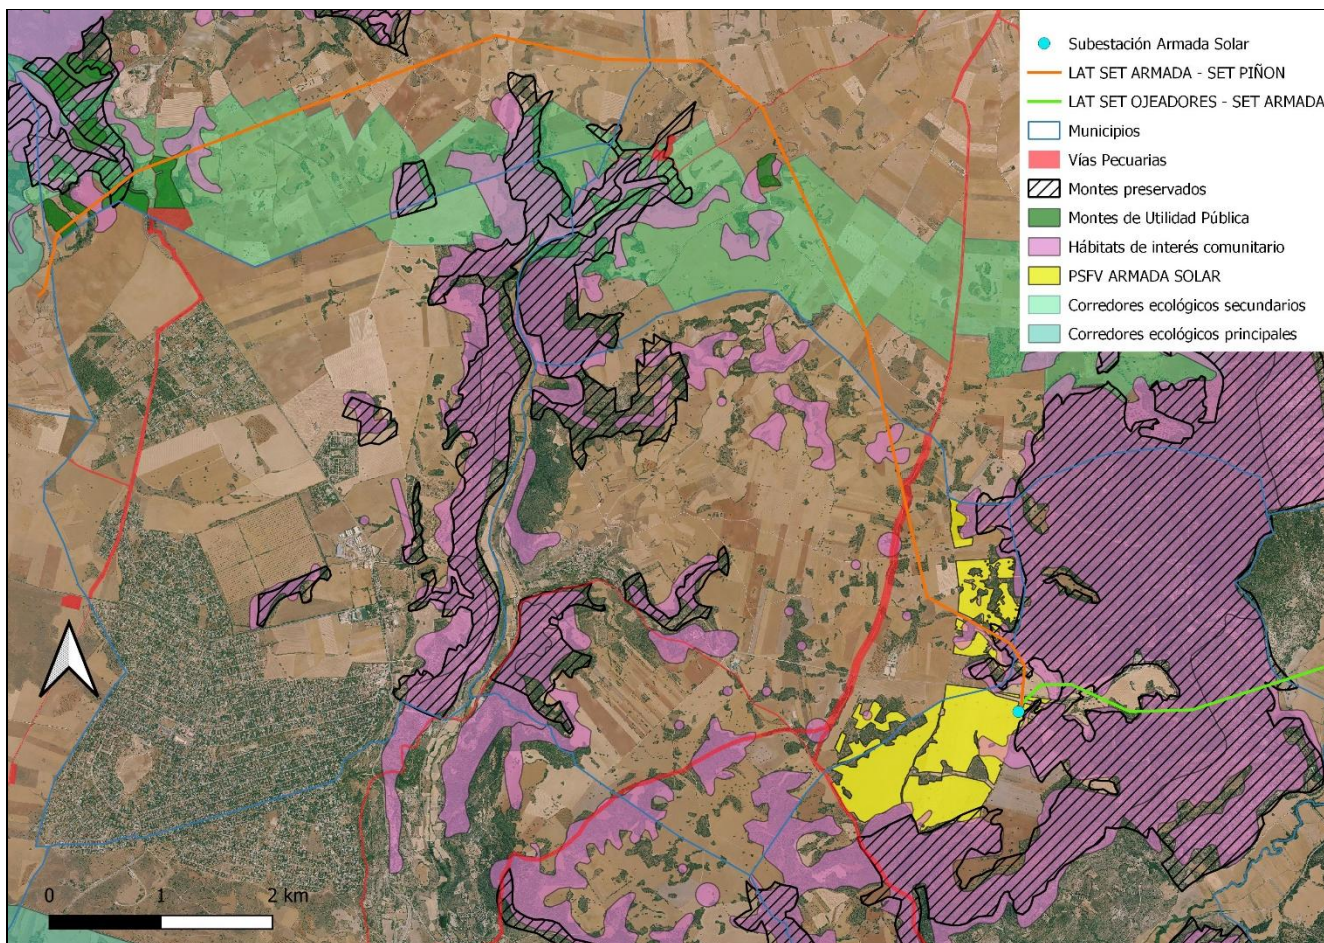 Subestación Armada Solar
LAT SET ARMADA - SET PIÑON
LAT SET OJEADORES - SET ARMADA
Municipios
Vías Pecuarias
Montes preservados
Montes de Utilidad Pública
Hábitats de interés comunitario
PSFV ARMADA SOLAR
Corredores ecológicos secundarios
Corredores ecológicos principales
0 1 2 km